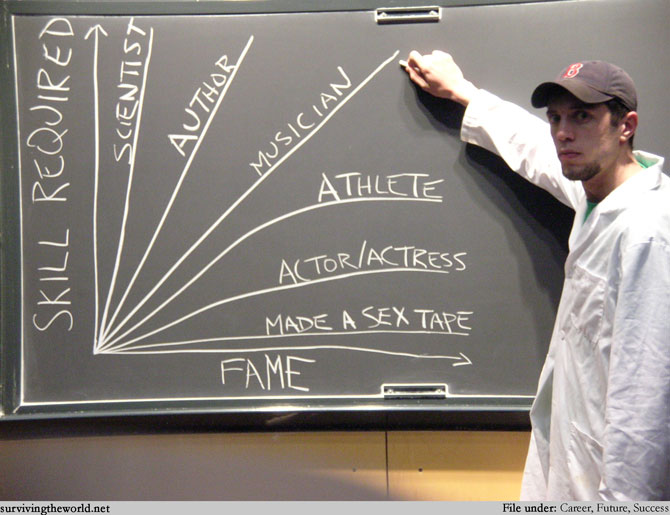 SKILL REQUIRED
SCIENTIST
AUTHOR
MUSICIAN
ATHLETE
ACTOR/ACTRESS
MADE A SEX TAPE
FAME
B
survivingtheworld.net
File under: Career, Future, Success